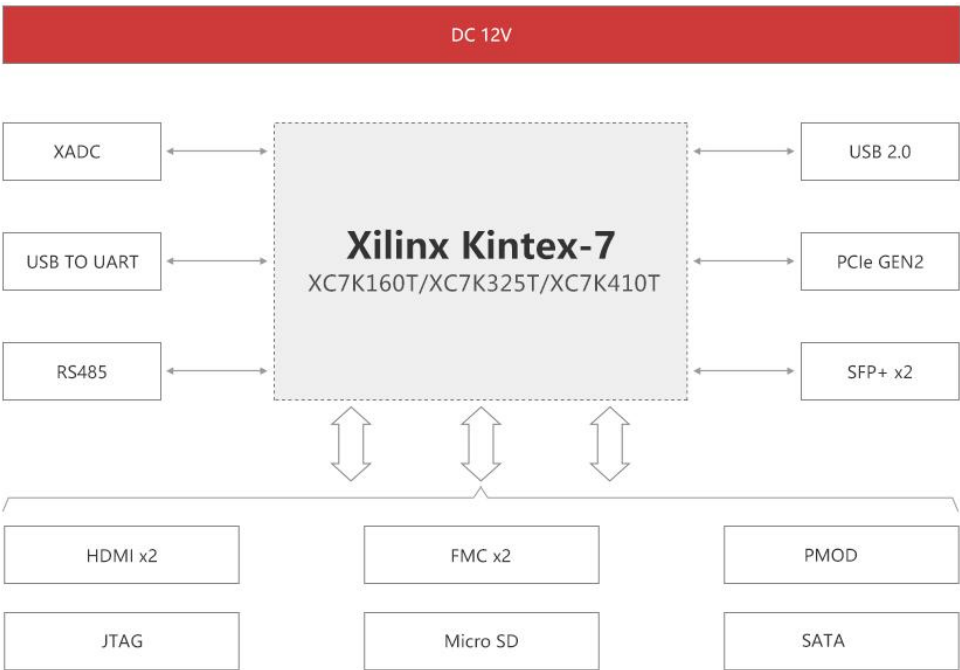 DC 12V
XADC
USB 2.0
Xilinx Kintex-7
USB TO UART
XC7K160T/XC7K325T/XC7K410T
PCIe GEN2
RS485
SFP+ x2
HDMI x2
FMC x2
PMOD
JTAG
Micro SD
SATA